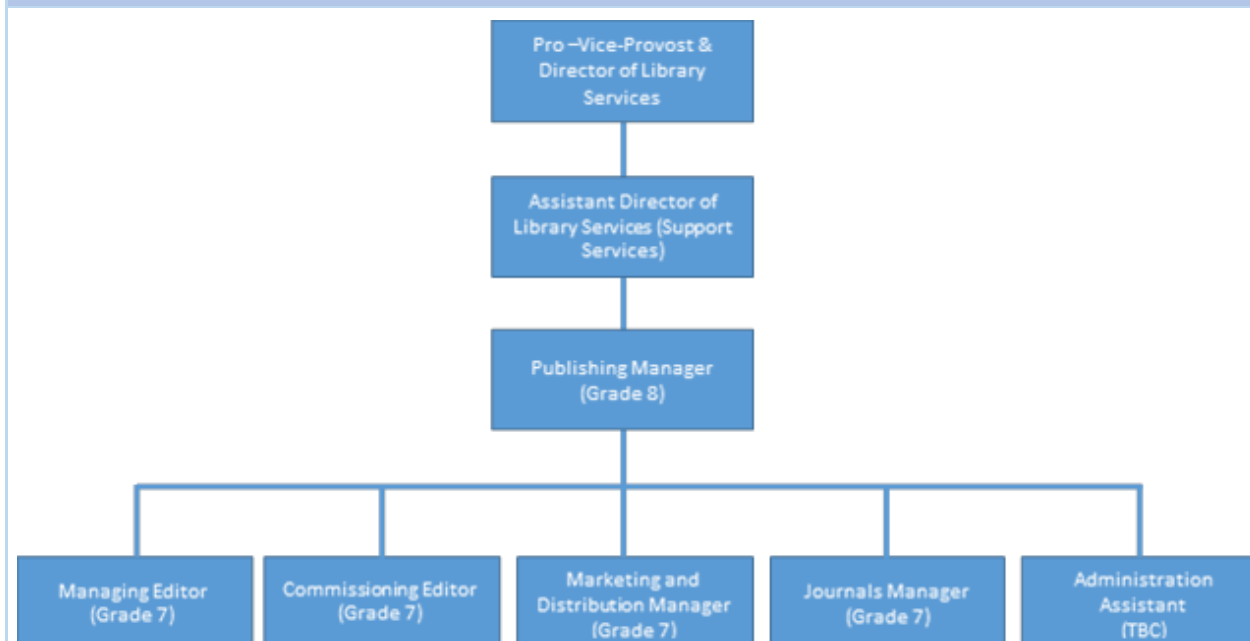 Pro –Vice-Provost &
Director of Library
Services
Assistant Director of
Library Services (Support
Services)
Publishing Manager
(Grade 8)
Managing Editor
(Grade 7)
Commissioning Editor
(Grade 7)
Marketing and
Distribution Manager
(Grade 7)
Journals Manager
(Grade 7)
Administration
Assistant
(TBC)